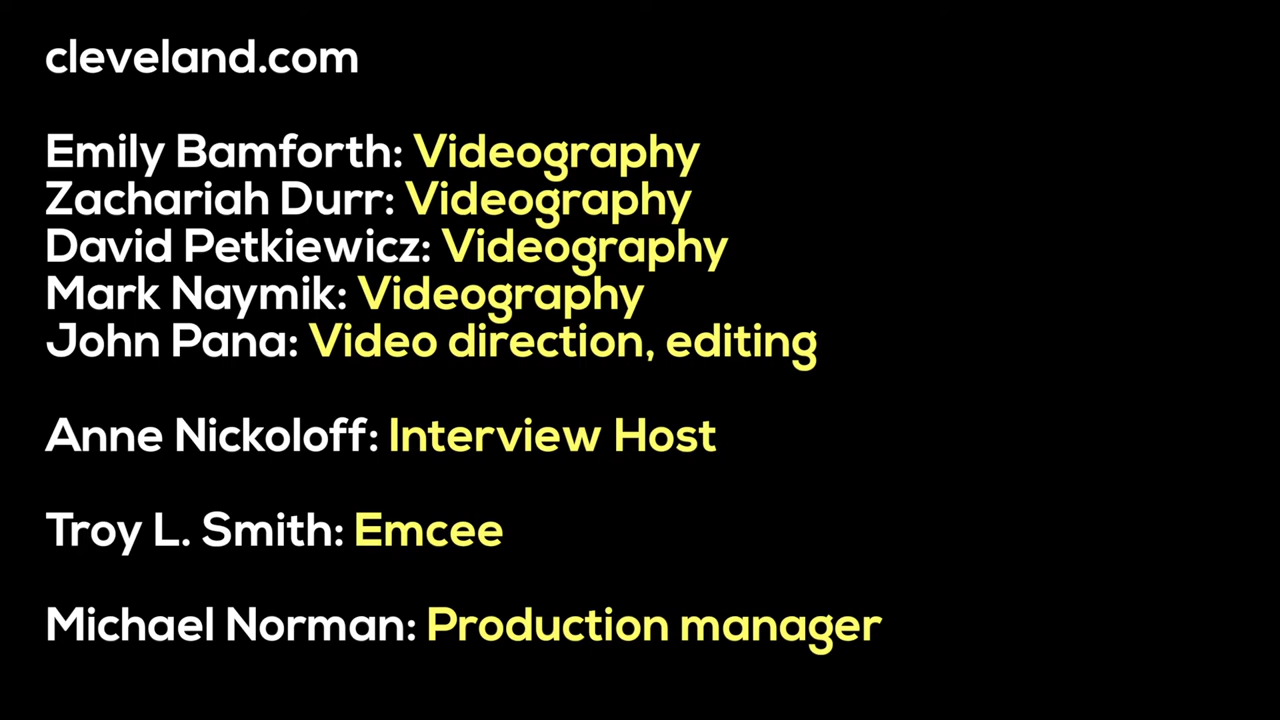 cleveland.com
Emily Bamforth: Videography
Zachariah Durr: Videography
David Petkiewicz: Videography
Mark Naymik: Videography
John Pana: Video direction, editing
Anne Nickoloff: Interview Host
Troy L. Smith: Emcee
Michael Norman: Production manager